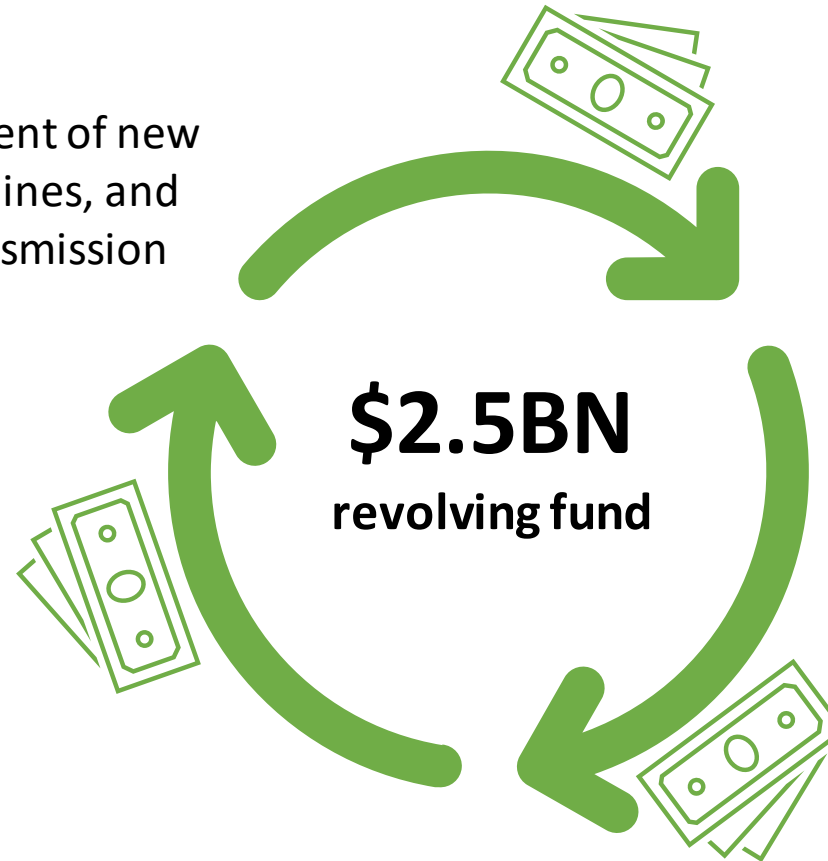 ent of new
ines, and
smission
$2.5BN
revolving fund